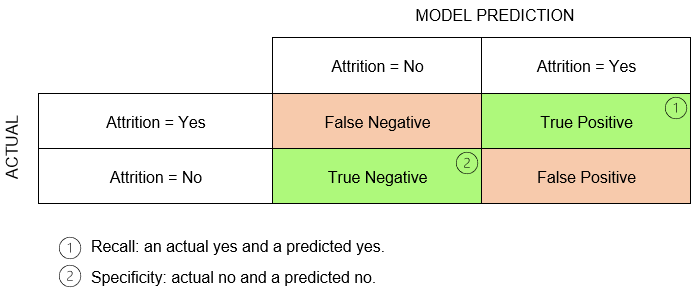 MODEL PREDICTION
Attrition = No Attrition = Yes
ACTUAL
Attrition = Yes False Negative True Positive 1
Attrition = No True Negative 2 False Positive
1 Recall: an actual yes and a predicted yes.
2 Specificity: actual no and a predicted no.